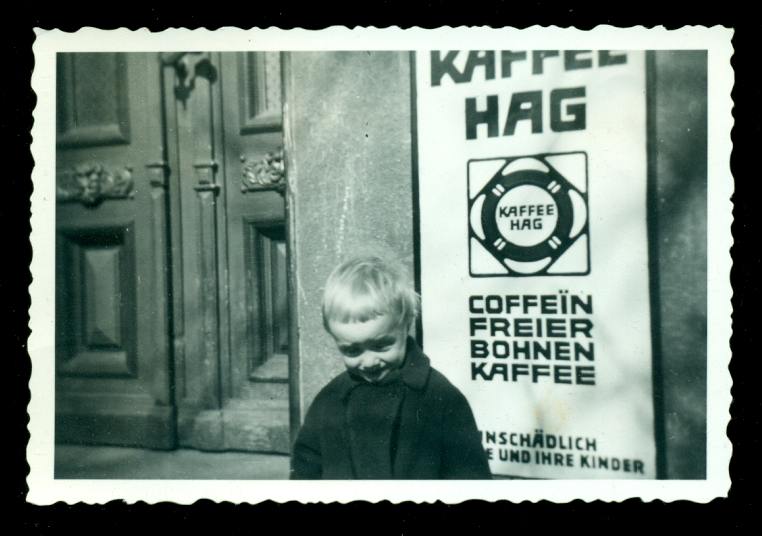 KAFFEE
HAG
KAFFEE
HAG
COFFEÏN
FREIER
BOHNEN
KAFFEE
UNSCHÄDLICH
E UND IHRE KINDER